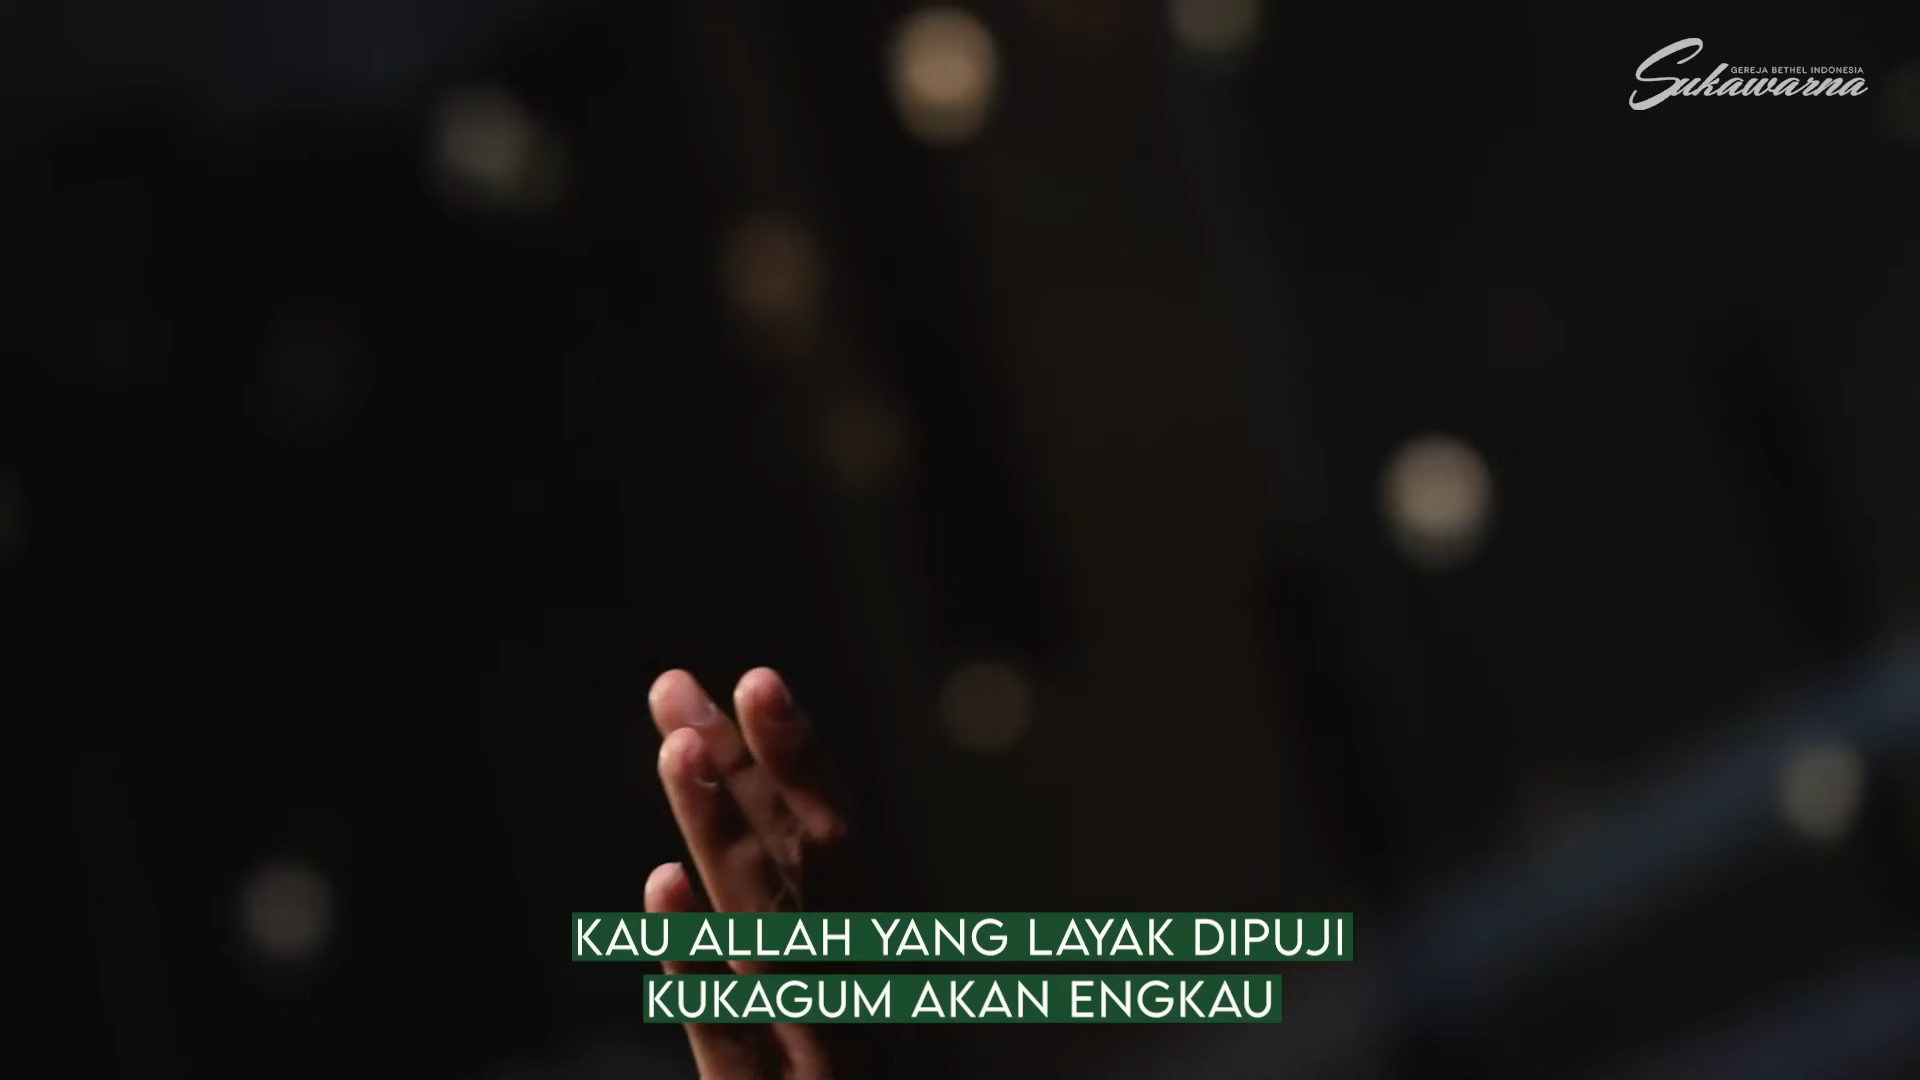 GEREJA BETHEL INDONESIA
Sukawarna
KAU ALLAH YANG LAYAK DIPUJI
KUKAGUM AKAN ENGKAU